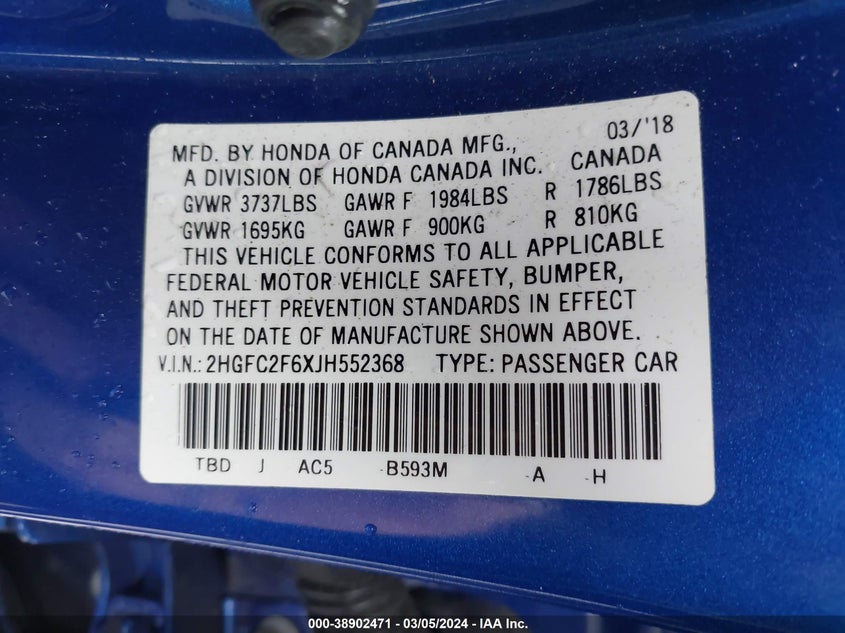 03/'18
MFD. BY HONDA OF CANADA MFG.,
A DIVISION OF HONDA CANADA INC. CANADA
GVWR 3737LBS GAWR F 1984LBS R 1786LBS
GVWR 1695KG GAWR F 900KG R 810KG
THIS VEHICLE CONFORMS TO ALL APPLICABLE
FEDERAL MOTOR VEHICLE SAFETY, BUMPER,
AND THEFT PREVENTION STANDARDS IN EFFECT
ON THE DATE OF MANUFACTURE SHOWN ABOVE.
V.I.N.: 2HGFC2F6XJH552368 TYPE: PASSENGER CAR
TBD J AC5 -B593M -A -H
000-38902471 - 03/05/2024 - IAA Inc.